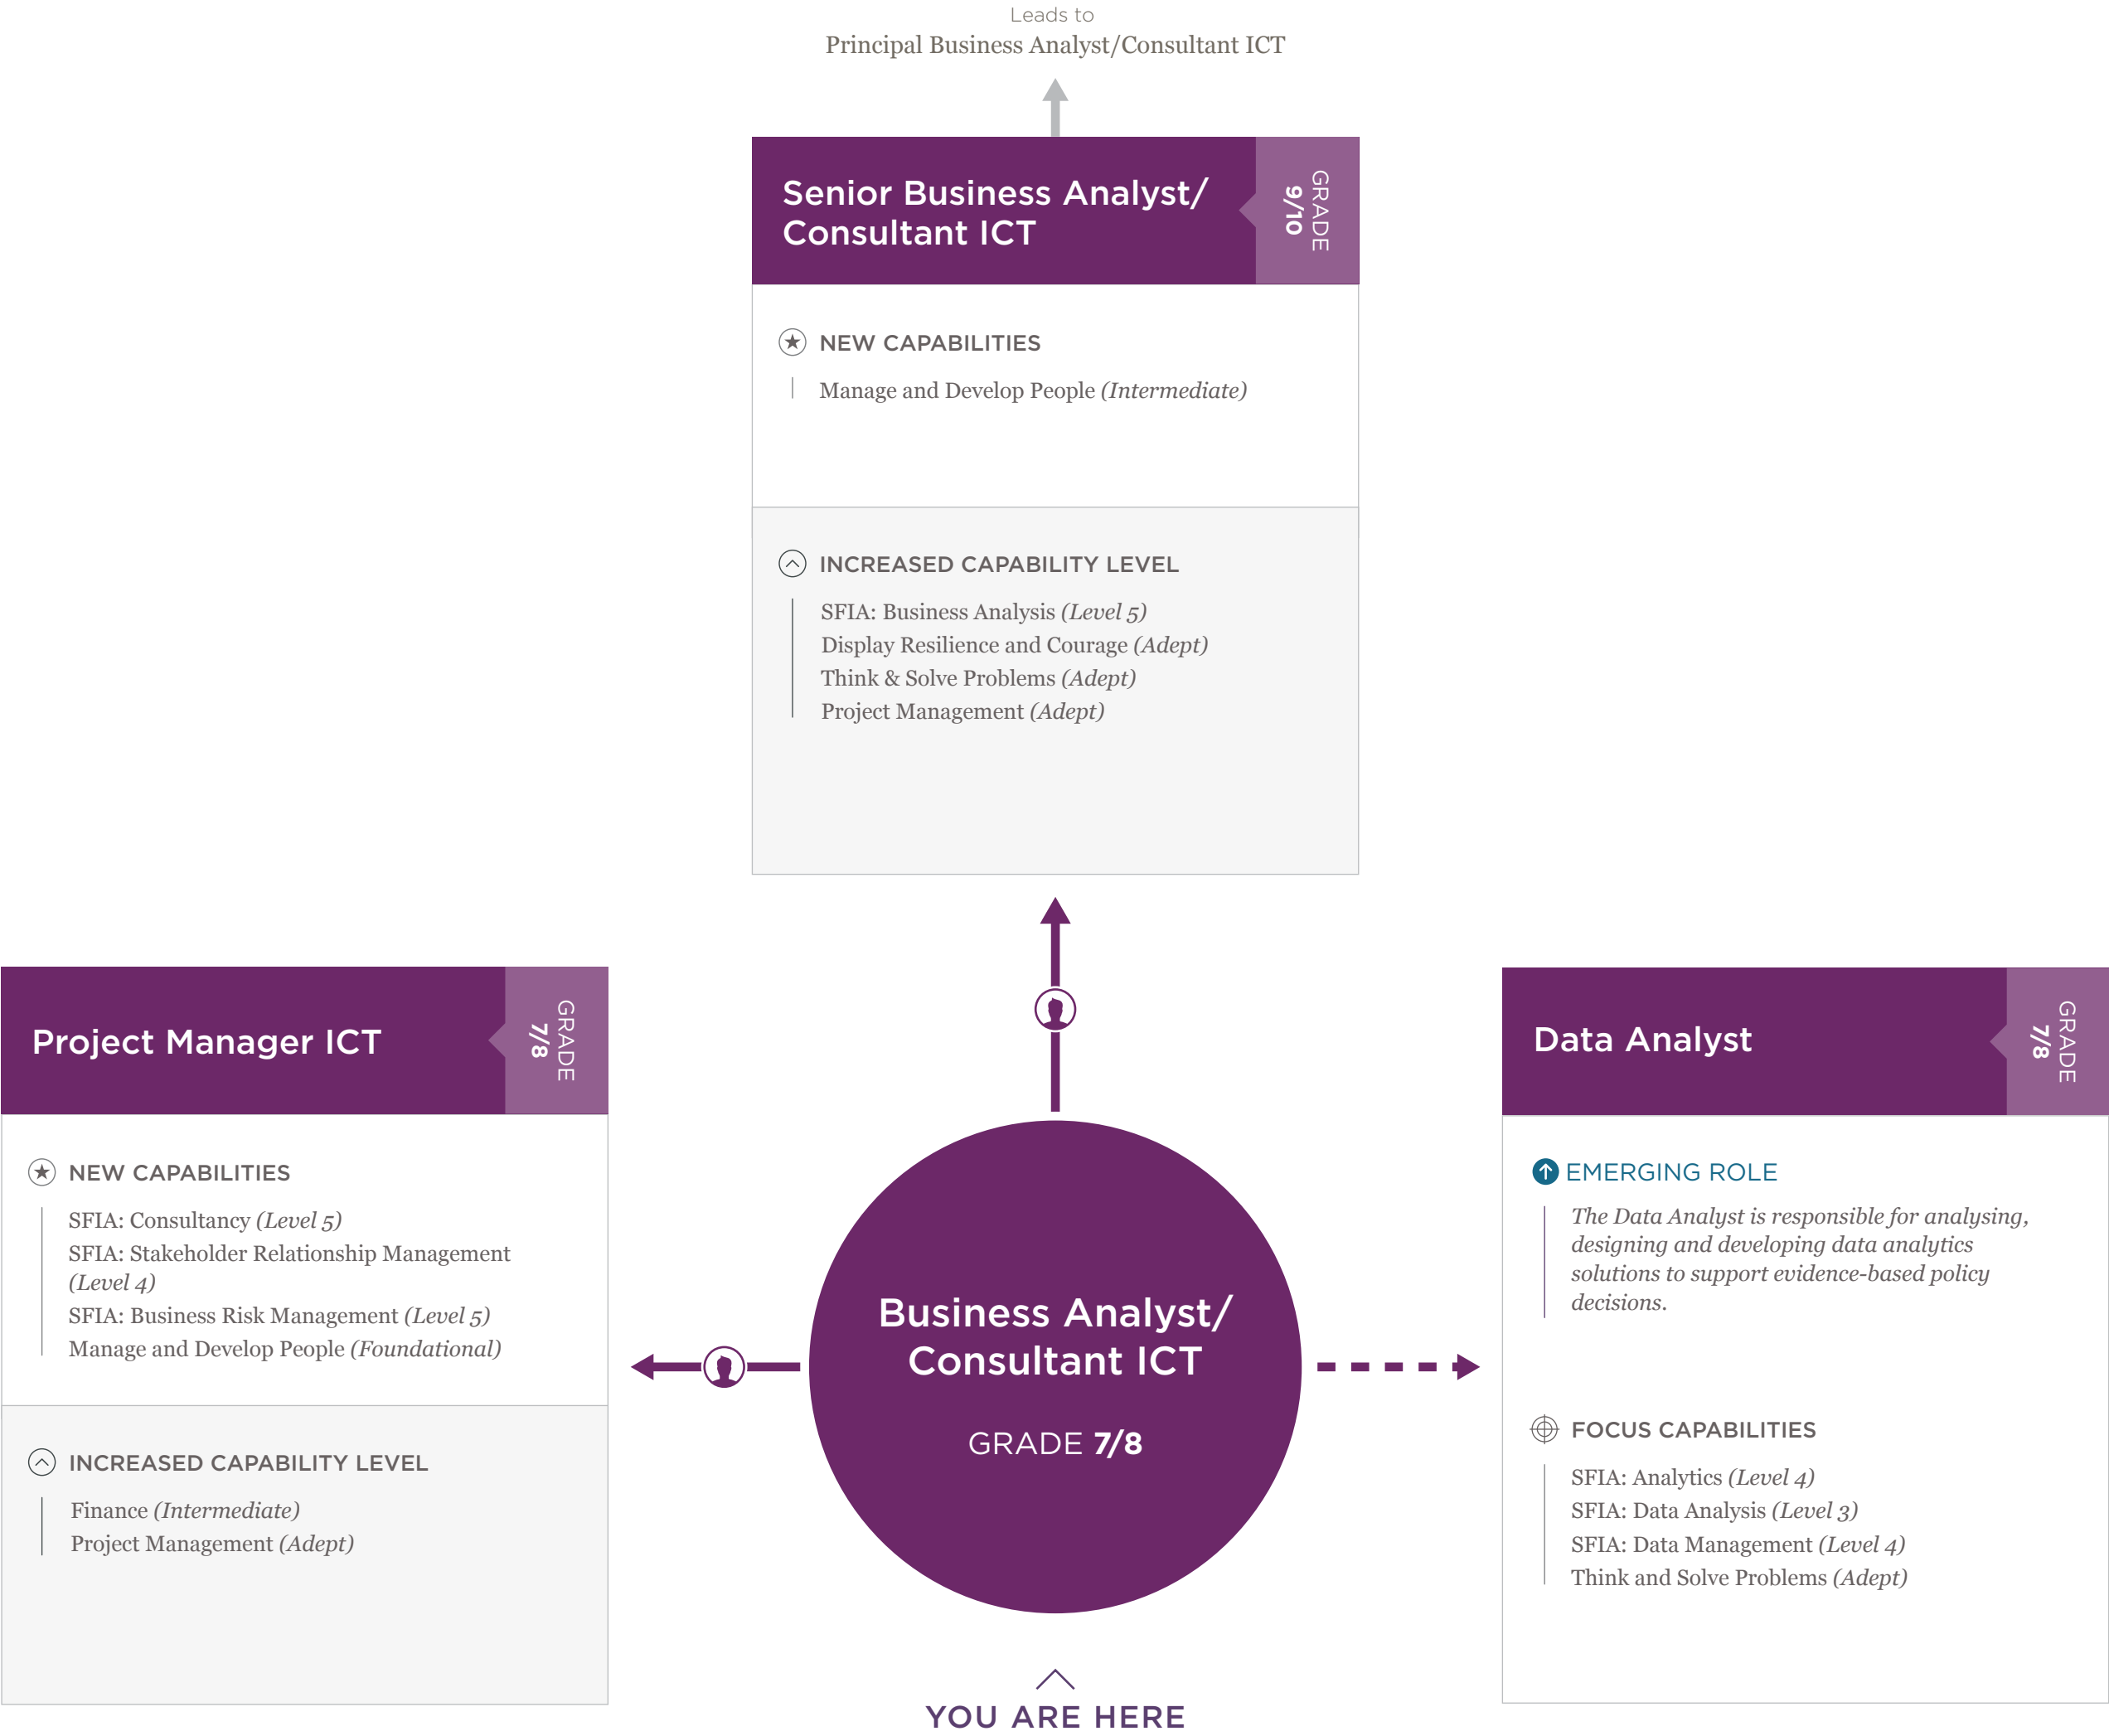 Leads to
Principal Business Analyst/Consultant ICT
Senior Business Analyst/
Consultant ICT
GRADE
9/10
NEW CAPABILITIES
Manage and Develop People (Intermediate)
INCREASED CAPABILITY LEVEL
SFIA: Business Analysis (Level 5)
Display Resilience and Courage (Adept)
Think & Solve Problems (Adept)
Project Management (Adept)
Project Manager ICT
GRADE
7/8
NEW CAPABILITIES
SFIA: Consultancy (Level 5)
SFIA: Stakeholder Relationship Management
(Level 4)
SFIA: Business Risk Management (Level 5)
Manage and Develop People (Foundational)
INCREASED CAPABILITY LEVEL
Finance (Intermediate)
Project Management (Adept)
Business Analyst/
Consultant ICT
GRADE 7/8
YOU ARE HERE
Data Analyst
GRADE
7/8
EMERGING ROLE
The Data Analyst is responsible for analysing,
designing and developing data analytics
solutions to support evidence-based policy
decisions.
FOCUS CAPABILITIES
SFIA: Analytics (Level 4)
SFIA: Data Analysis (Level 3)
SFIA: Data Management (Level 4)
Think and Solve Problems (Adept)